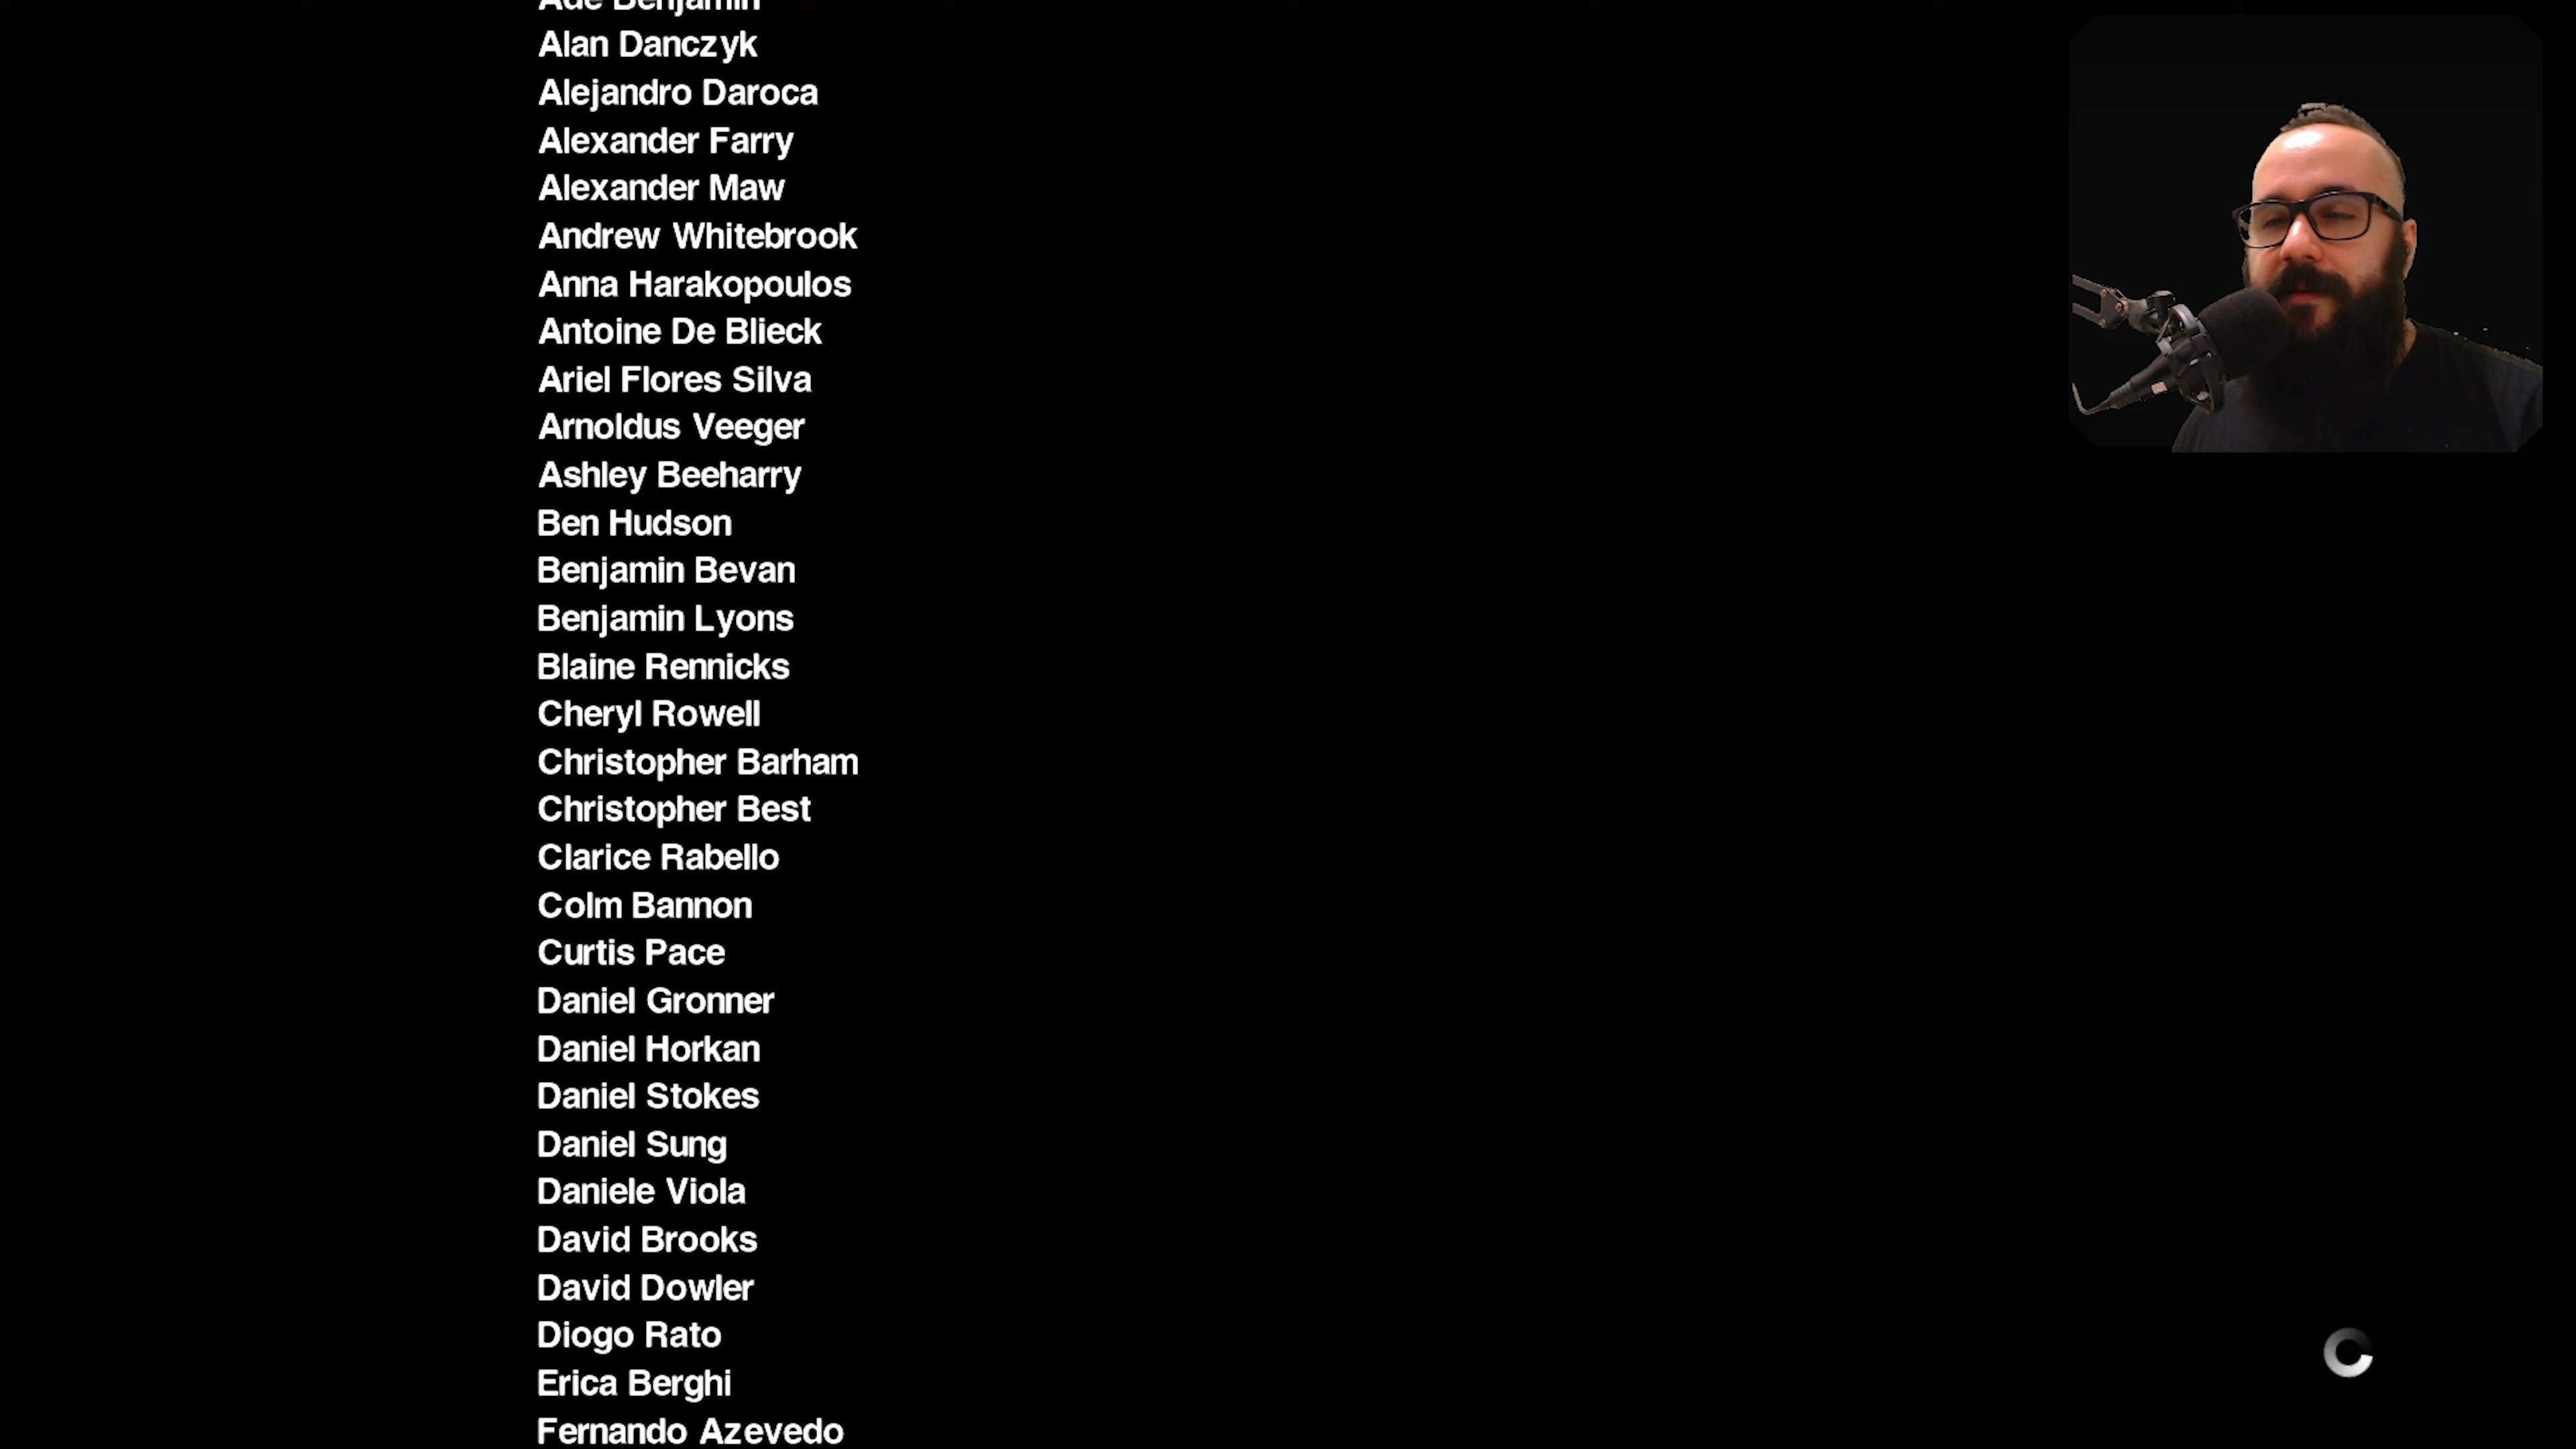 Ade Benjamin
Alan Danczyk
Alejandro Daroca
Alexander Farry
Alexander Maw
Andrew Whitebrook
Anna Harakopoulos
Antoine De Blieck
Ariel Flores Silva
Arnoldus Veeger
Ashley Beeharry
Ben Hudson
Benjamin Bevan
Benjamin Lyons
Blaine Rennicks
Cheryl Rowell
Christopher Barham
Christopher Best
Clarice Rabello
Colm Bannon
Curtis Pace
Daniel Gronner
Daniel Horkan
Daniel Stokes
Daniel Sung
Daniele Viola
David Brooks
David Dowler
Diogo Rato
Erica Berghi
Fernando Azevedo